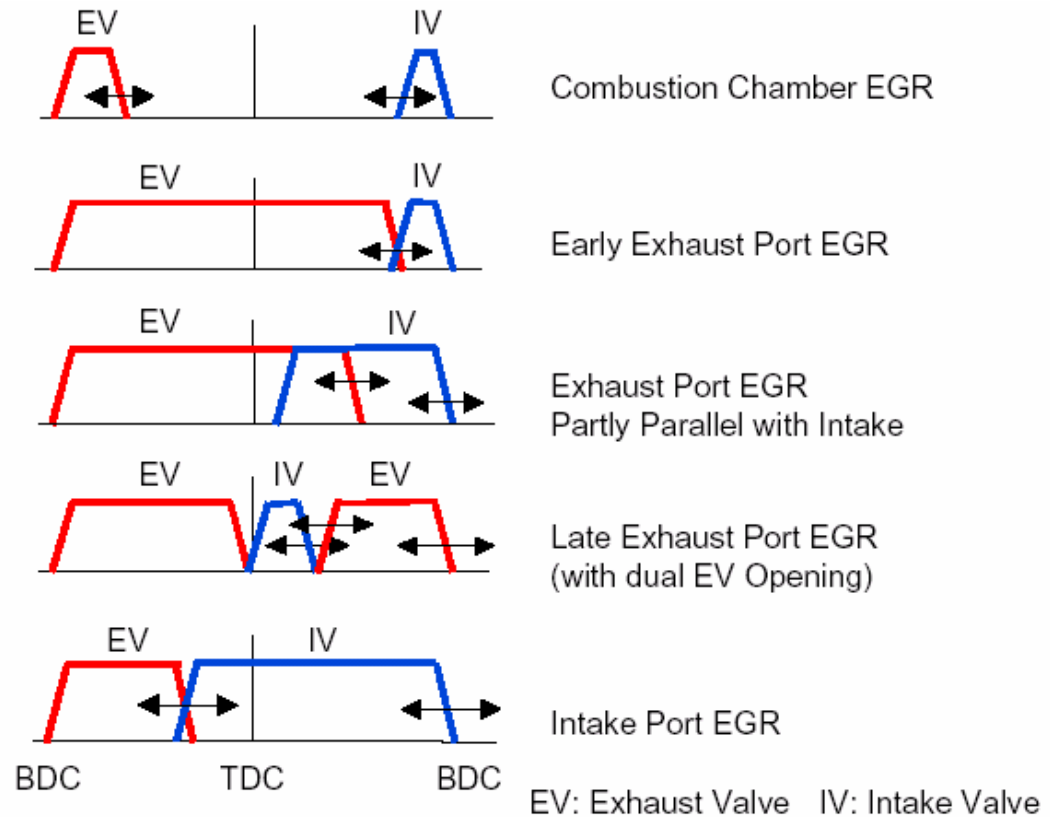 EV IV
Combustion Chamber EGR
EV IV
Early Exhaust Port EGR
EV IV
Exhaust Port EGR
Partly Parallel with Intake
EV IV EV
Late Exhaust Port EGR
(with dual EV Opening)
EV IV
Intake Port EGR
BDC TDC BDC
EV: Exhaust Valve IV: Intake Valve